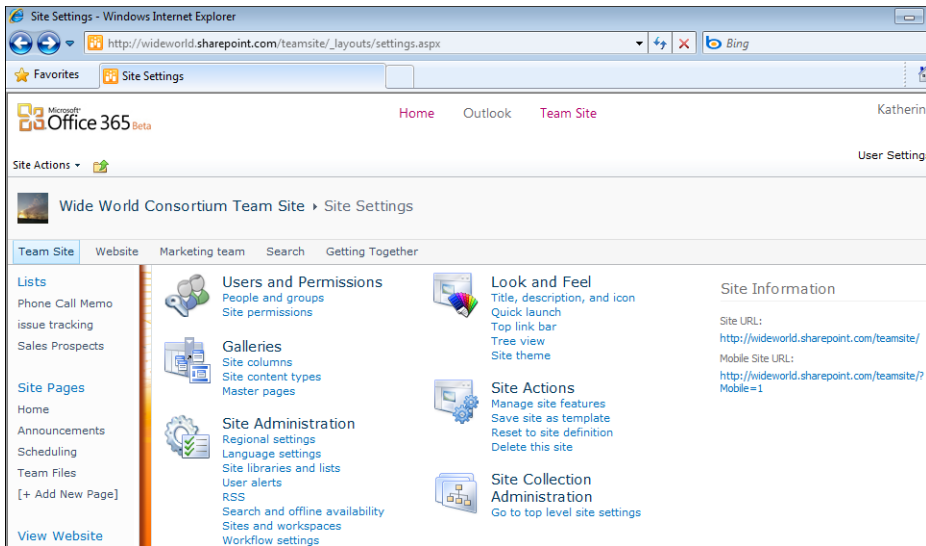 Site Settings - Windows Internet Explorer
http://wideworld.sharepoint.com/teamsite/_layouts/settings.aspx
Bing
Favorites
Site Settings
Microsoft®
Office 365 Beta
Home Outlook Team Site
Katherin
Site Actions
User Setting
Wide World Consortium Team Site ▸ Site Settings
Team Site Website Marketing team Search Getting Together
Lists
Phone Call Memo
issue tracking
Sales Prospects
Site Pages
Home
Announcements
Scheduling
Team Files
[+ Add New Page]
View Website
Users and Permissions
People and groups
Site permissions
Galleries
Site columns
Site content types
Master pages
Site Administration
Regional settings
Language settings
Site libraries and lists
User alerts
RSS
Search and offline availability
Sites and workspaces
Workflow settings
Look and Feel
Title, description, and icon
Quick launch
Top link bar
Tree view
Site theme
Site Actions
Manage site features
Save site as template
Reset to site definition
Delete this site
Site Collection
Administration
Go to top level site settings
Site Information
Site URL:
http://wideworld.sharepoint.com/teamsite/
Mobile Site URL:
http://wideworld.sharepoint.com/teamsite/?
Mobile=1